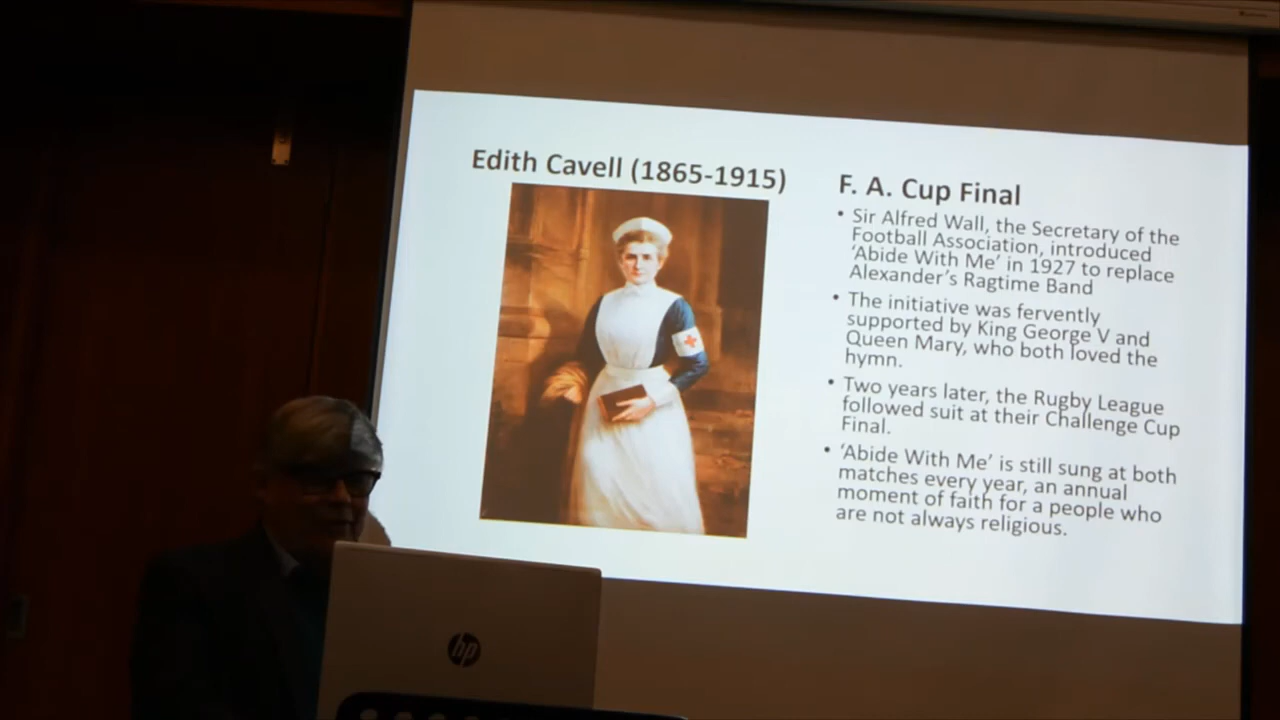 Edith Cavell (1865-1915)
F. A. Cup Final
• Sir Alfred Wall, the Secretary of the
Football Association, introduced
‘Abide With Me’ in 1927 to replace
Alexander’s Ragtime Band
• The initiative was fervently
supported by King George V and
Queen Mary, who both loved the
hymn.
• Two years later, the Rugby League
followed suit at their Challenge Cup
Final.
• ‘Abide With Me’ is still sung at both
matches every year, an annual
moment of faith for a people who
are not always religious.
hp